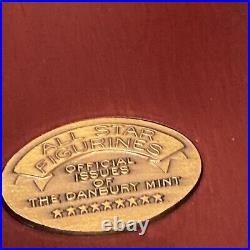 ALL STAR
FIGURINES
OFFICIAL
ISSUES
OF
THE DANBURY MINT